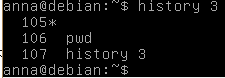 anna@debian:~$ history 3
105*
106 pwd
107 history 3
anna@debian:~$